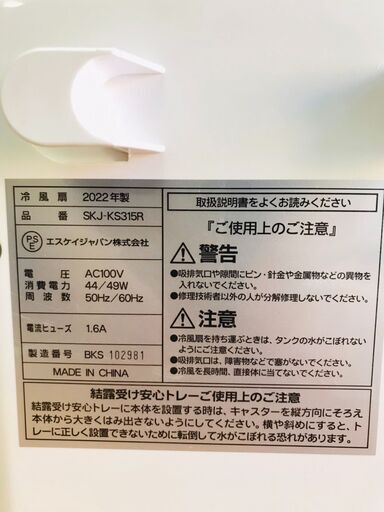 冷風扇 2022年製
品番 SKJ-KS315R
PSE エスケイジャパン株式会社
電圧 AC100V
消費電力 44/49W
周波数 50Hz/60Hz
電流ヒューズ 1.6A
製造番号 BKS 102981
MADE IN CHINA
取扱説明書をよくお読みください
『ご使用上のご注意』
警告
●吸排気口や隙間にピン・針金や金属物などの異物を
入れないでください。
●修理技術者以外の人が分解修理しないでください。
注意
●冷風扇を持ち運ぶときは、タンクの水がこぼれない
ようにご注意ください。
●吸排気口は、障害物などで塞がないでください。
●冷風を長時間、直接体に当てないでください。
結露受け安心トレーご使用上のご注意
結露受け安心トレーに本体を設置する時は、キャスターを縦方向にそろえ
本体から大きくはみ出さないようにしてください。横や斜めにすると、ト
レーに正しく設置できないために転倒して水がこぼれる恐れがあります。